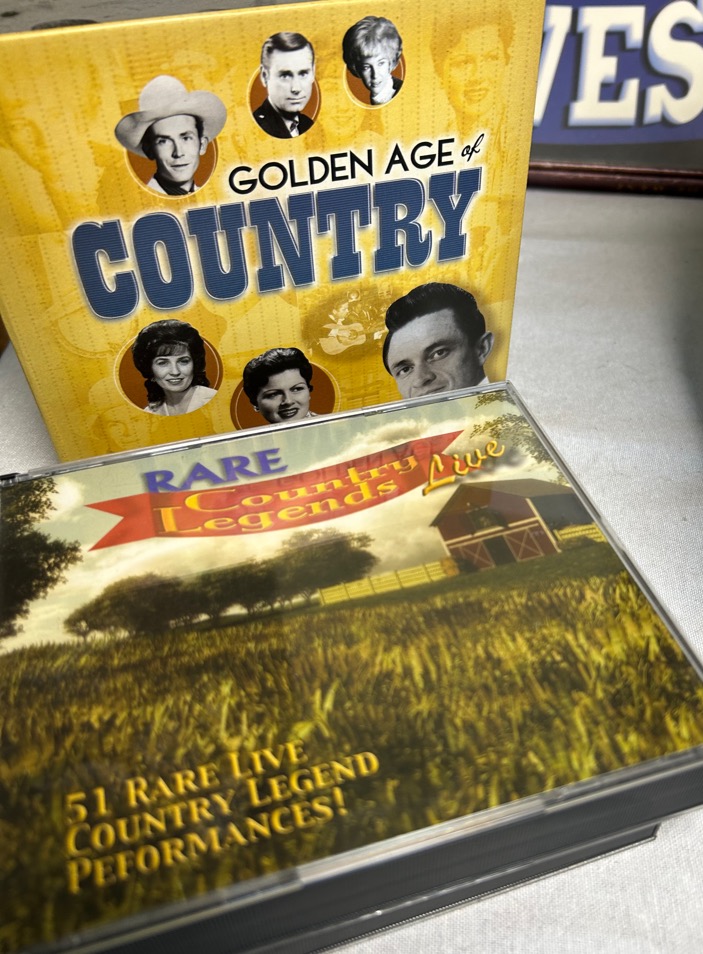 VES
GOLDEN AGE of
COUNTRY
RARE
Country
Legends Live
51 RARE LIVE
COUNTRY LEGEND
PEFORMANCES!